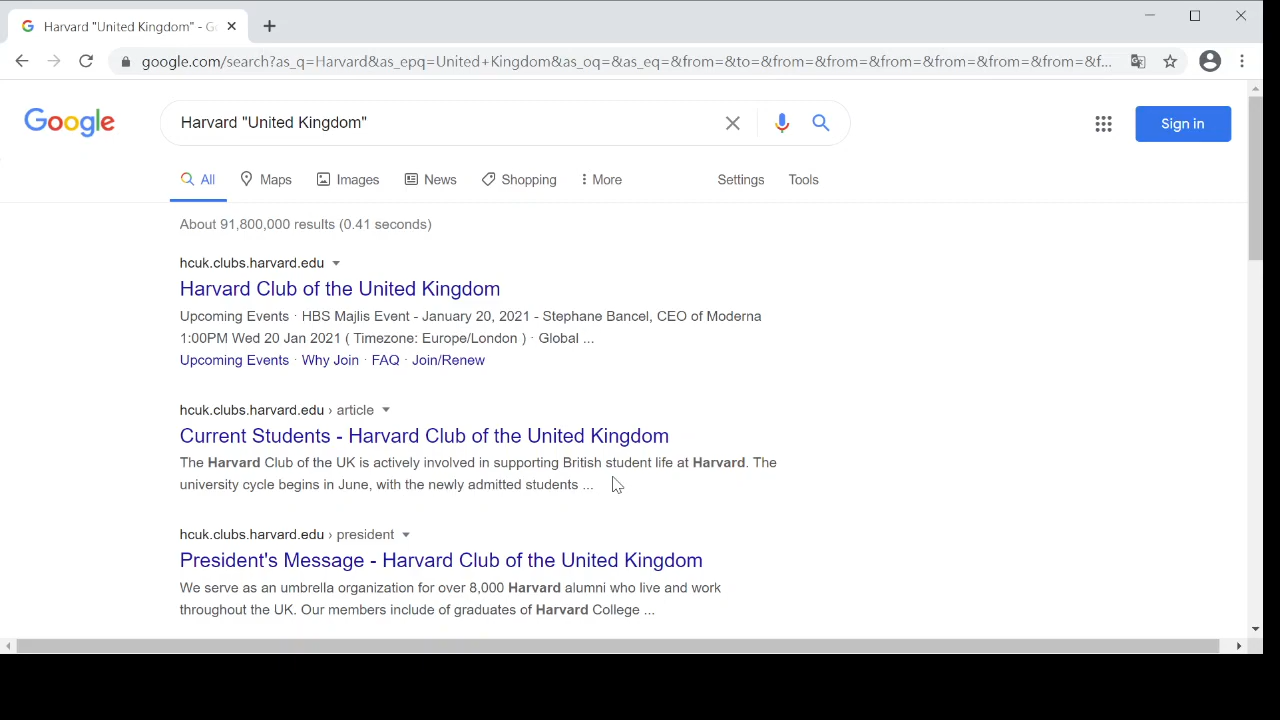 Harvard "United Kingdom" - Go
google.com/search?as_q=Harvard&as_epq=United+Kingdom&as_oq=&as_eq=&from=&to=&from=&from=&from=&from=&from=&from=&f...
Google
Harvard "United Kingdom"
Sign in
All Maps Images News Shopping More Settings Tools
About 91,800,000 results (0.41 seconds)
hcuk.clubs.harvard.edu
Harvard Club of the United Kingdom
Upcoming Events · HBS Majlis Event - January 20, 2021 - Stephane Bancel, CEO of Moderna
1:00PM Wed 20 Jan 2021 ( Timezone: Europe/London ) · Global ...
Upcoming Events · Why Join · FAQ · Join/Renew
hcuk.clubs.harvard.edu › article
Current Students - Harvard Club of the United Kingdom
The Harvard Club of the UK is actively involved in supporting British student life at Harvard. The
university cycle begins in June, with the newly admitted students ...
hcuk.clubs.harvard.edu › president
President's Message - Harvard Club of the United Kingdom
We serve as an umbrella organization for over 8,000 Harvard alumni who live and work
throughout the UK. Our members include of graduates of Harvard College ...